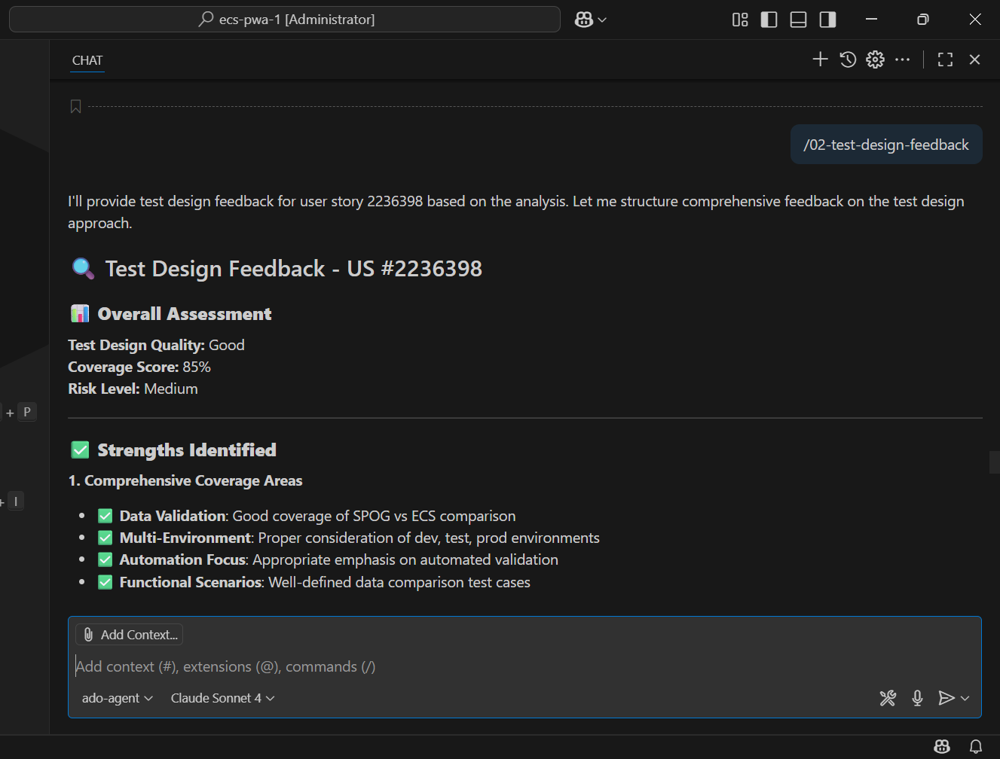 ecs-pwa-1 [Administrator]
CHAT
/02-test-design-feedback
I'll provide test design feedback for user story 2236398 based on the analysis. Let me structure comprehensive feedback on the test design
approach.
Test Design Feedback - US #2236398
Overall Assessment
Test Design Quality: Good
Coverage Score: 85%
Risk Level: Medium
+ P
Strengths Identified
1. Comprehensive Coverage Areas
+ I
• Data Validation: Good coverage of SPOG vs ECS comparison
• Multi-Environment: Proper consideration of dev, test, prod environments
• Automation Focus: Appropriate emphasis on automated validation
• Functional Scenarios: Well-defined data comparison test cases
Add Context...
Add context (#), extensions (@), commands (/)
ado-agent Claude Sonnet 4